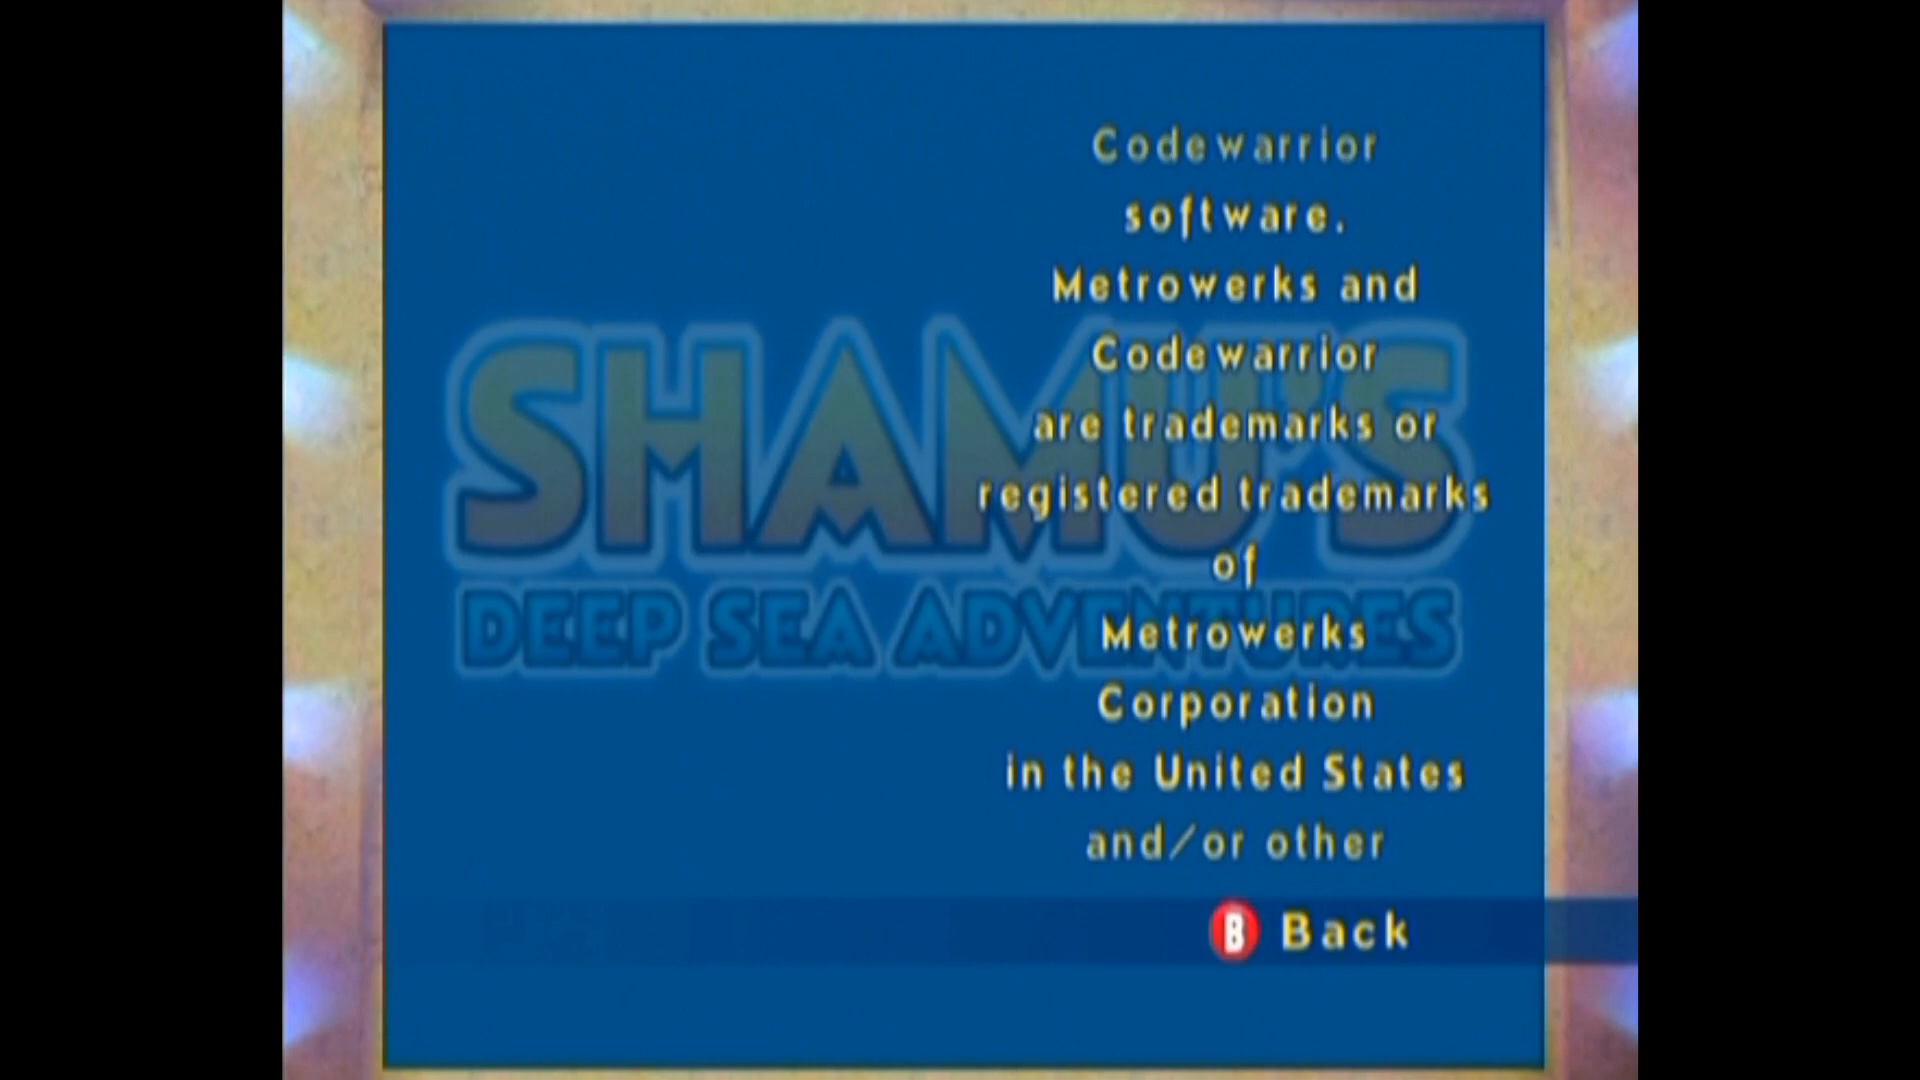 Codewarrior
software.
Metrowerks and
Codewarrior
are trademarks or
registered trademarks
of
Metrowerks
Corporation
in the United States
and/or other
SHAMU'S
DEEP SEA ADVENTURES
B Back